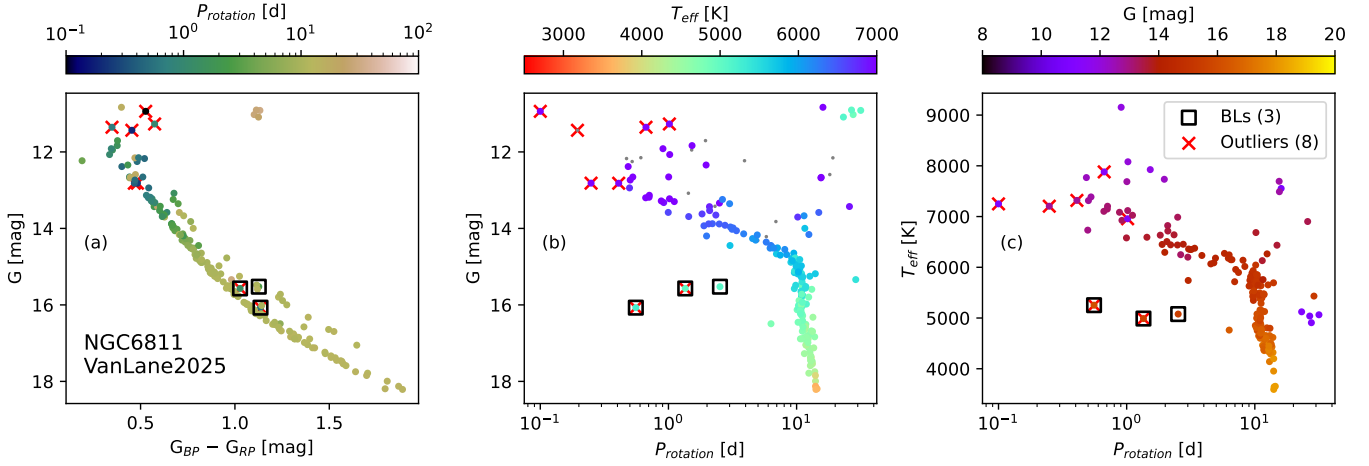 P_rotation [d]
10^−1 10^0 10^1 10^2
12
14
16
18
G [mag]
(a)
NGC6811
VanLane2025
0.5 1.0 1.5
G_BP − G_RP [mag]
T_eff [K]
3000 4000 5000 6000 7000
12
14
16
18
G [mag]
(b)
10^−1 10^0 10^1
P_rotation [d]
G [mag]
8 10 12 14 16 18 20
9000
8000
7000
6000
5000
4000
T_eff [K]
BLs (3)
Outliers (8)
(c)
10^−1 10^0 10^1
P_rotation [d]